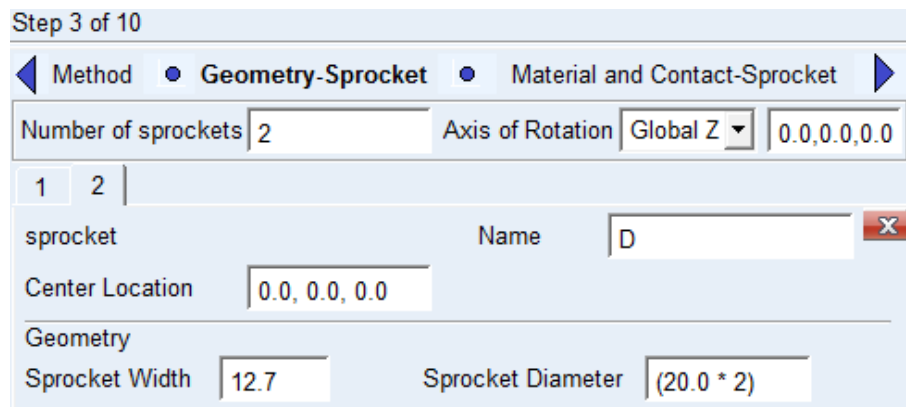 Step 3 of 10
Method Geometry-Sprocket Material and Contact-Sprocket
Number of sprockets 2 Axis of Rotation Global Z 0.0,0.0,0.0
1 2
sprocket Name D
Center Location 0.0, 0.0, 0.0
Geometry
Sprocket Width 12.7 Sprocket Diameter (20.0 * 2)